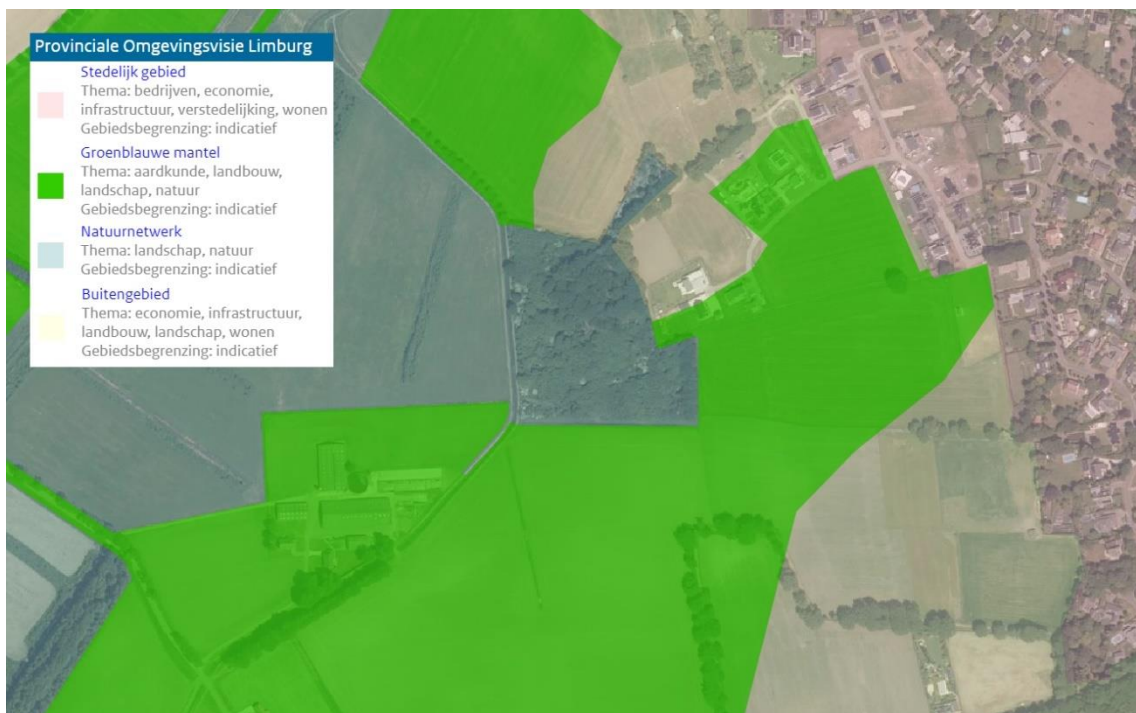 Provinciale Omgevingsvisie Limburg
Stedelijk gebied
Thema: bedrijven, economie,
infrastructuur, verstedelijking, wonen
Gebiedsbegrenzing: indicatief
Groenblauwe mantel
Thema: aardkunde, landbouw,
landschap, natuur
Gebiedsbegrenzing: indicatief
Natuurnetwerk
Thema: landschap, natuur
Gebiedsbegrenzing: indicatief
Buitengebied
Thema: economie, infrastructuur,
landbouw, landschap, wonen
Gebiedsbegrenzing: indicatief